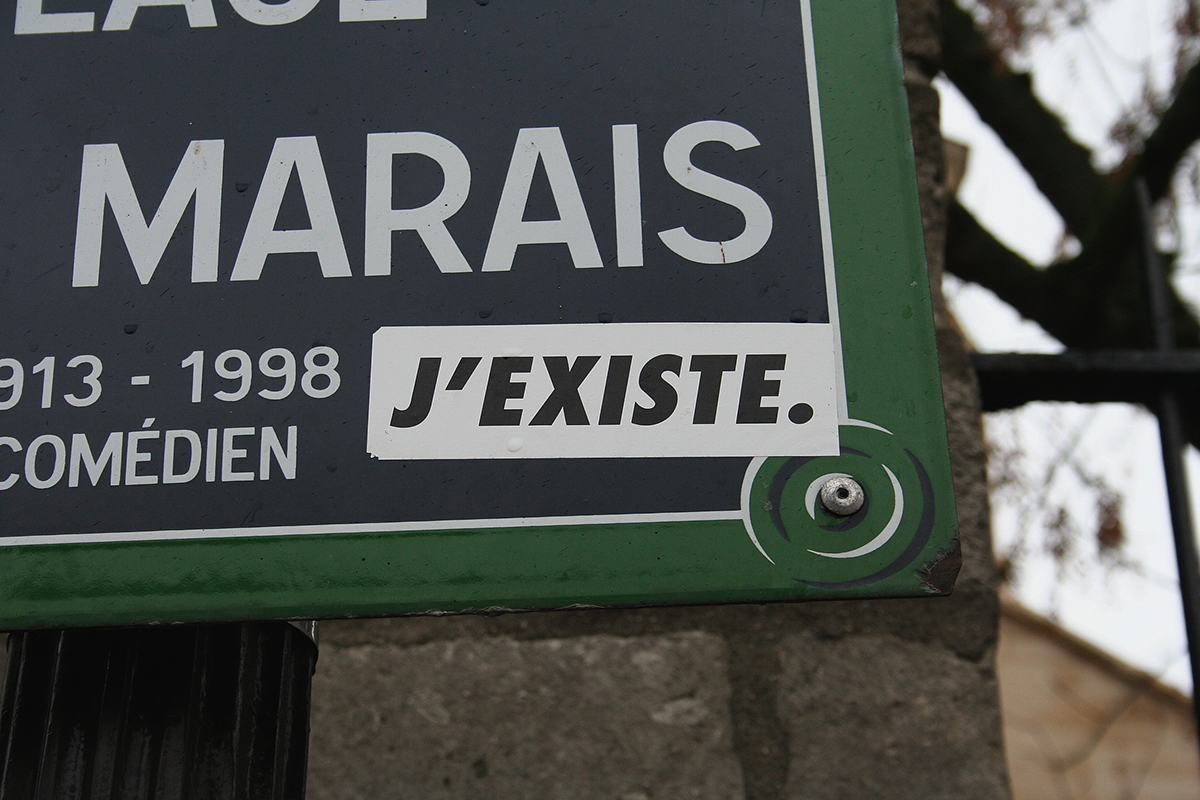 MARAIS
913 - 1998
J'EXISTE.
COMÉDIEN